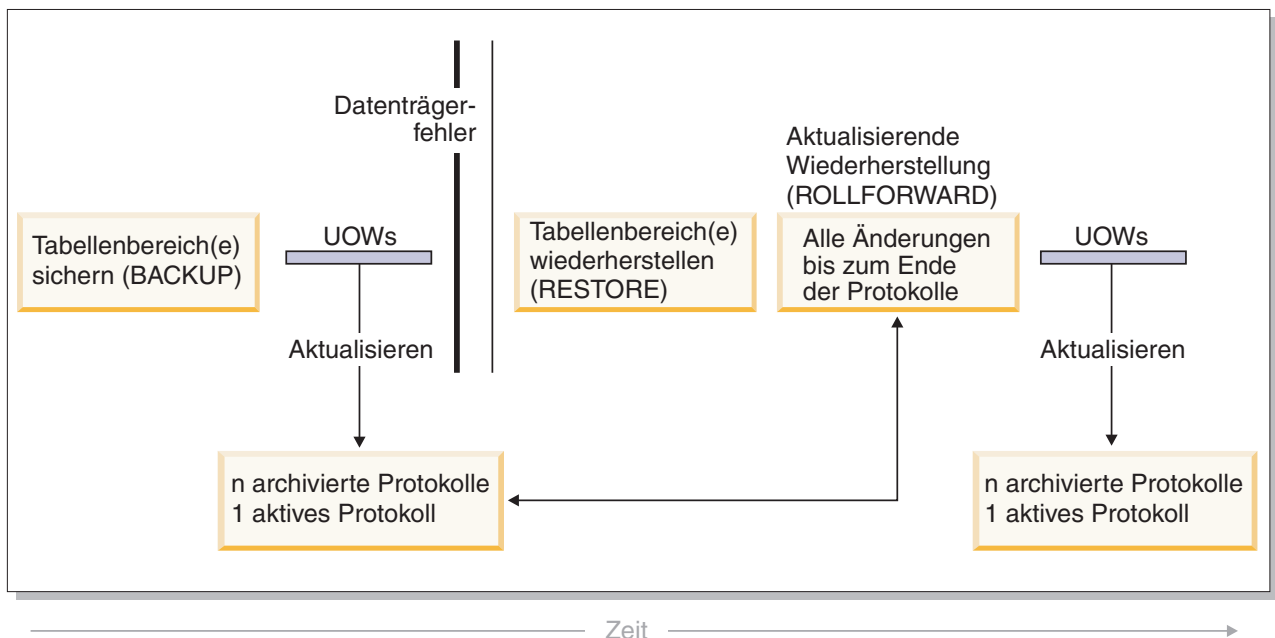 Datenträger-
fehler
Aktualisierende
Wiederherstellung
(ROLLFORWARD)
Tabellenbereich(e)
sichern (BACKUP)
UOWs
Tabellenbereich(e)
wiederherstellen
(RESTORE)
Alle Änderungen
bis zum Ende
der Protokolle
UOWs
Aktualisieren
Aktualisieren
n archivierte Protokolle
1 aktives Protokoll
n archivierte Protokolle
1 aktives Protokoll
Zeit